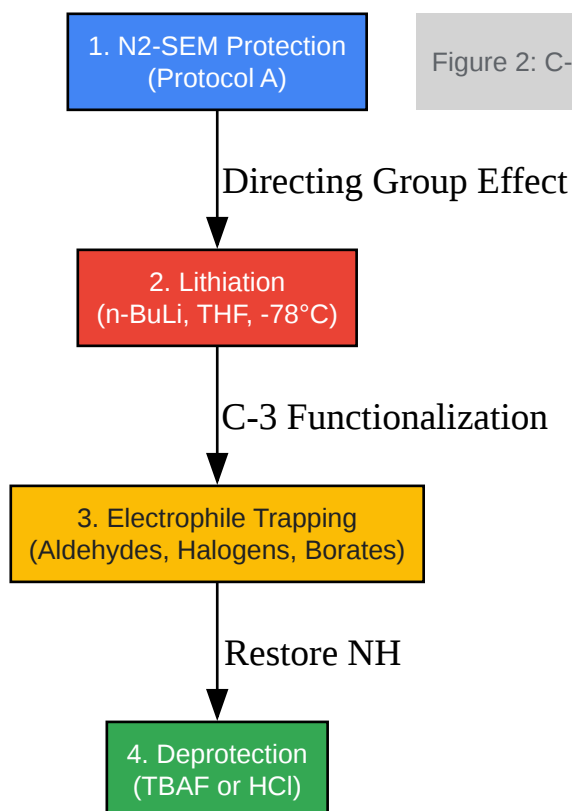 1. N2-SEM Protection
(Protocol A)
Figure 2: C-
Directing Group Effect
2. Lithiation
(n-BuLi, THF, -78°C)
C-3 Functionalization
3. Electrophile Trapping
(Aldehydes, Halogens, Borates)
Restore NH
4. Deprotection
(TBAF or HCl)